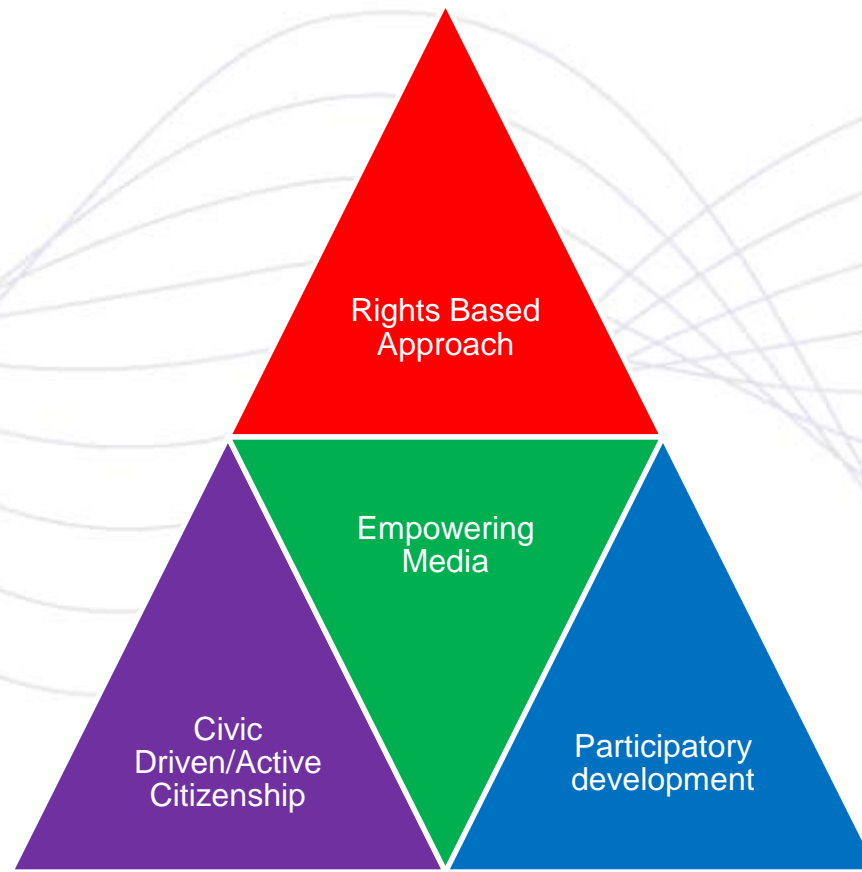 Rights Based
Approach
Empowering
Media
Civic
Driven/Active
Citizenship
Participatory
development